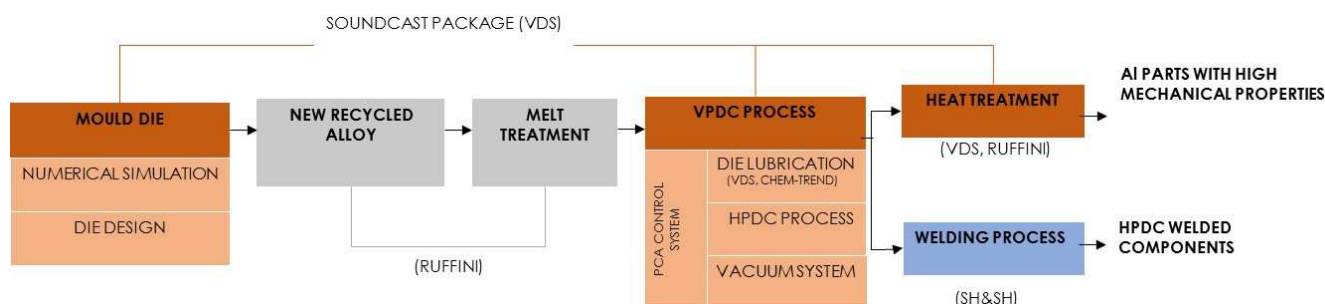 SOUNDCAST PACKAGE (VDS)
MOULD DIE
NUMERICAL SIMULATION
DIE DESIGN
NEW RECYCLED
ALLOY
MELT
TREATMENT
(RUFFINI)
VPDC PROCESS
PCA CONTROL
SYSTEM
DIE LUBRICATION
(VDS, CHEM-TREND)
HPDC PROCESS
VACUUM SYSTEM
HEAT TREATMENT
(VDS, RUFFINI)
Al PARTS WITH HIGH
MECHANICAL PROPERTIES
WELDING PROCESS
(SH&SH)
HPDC WELDED
COMPONENTS